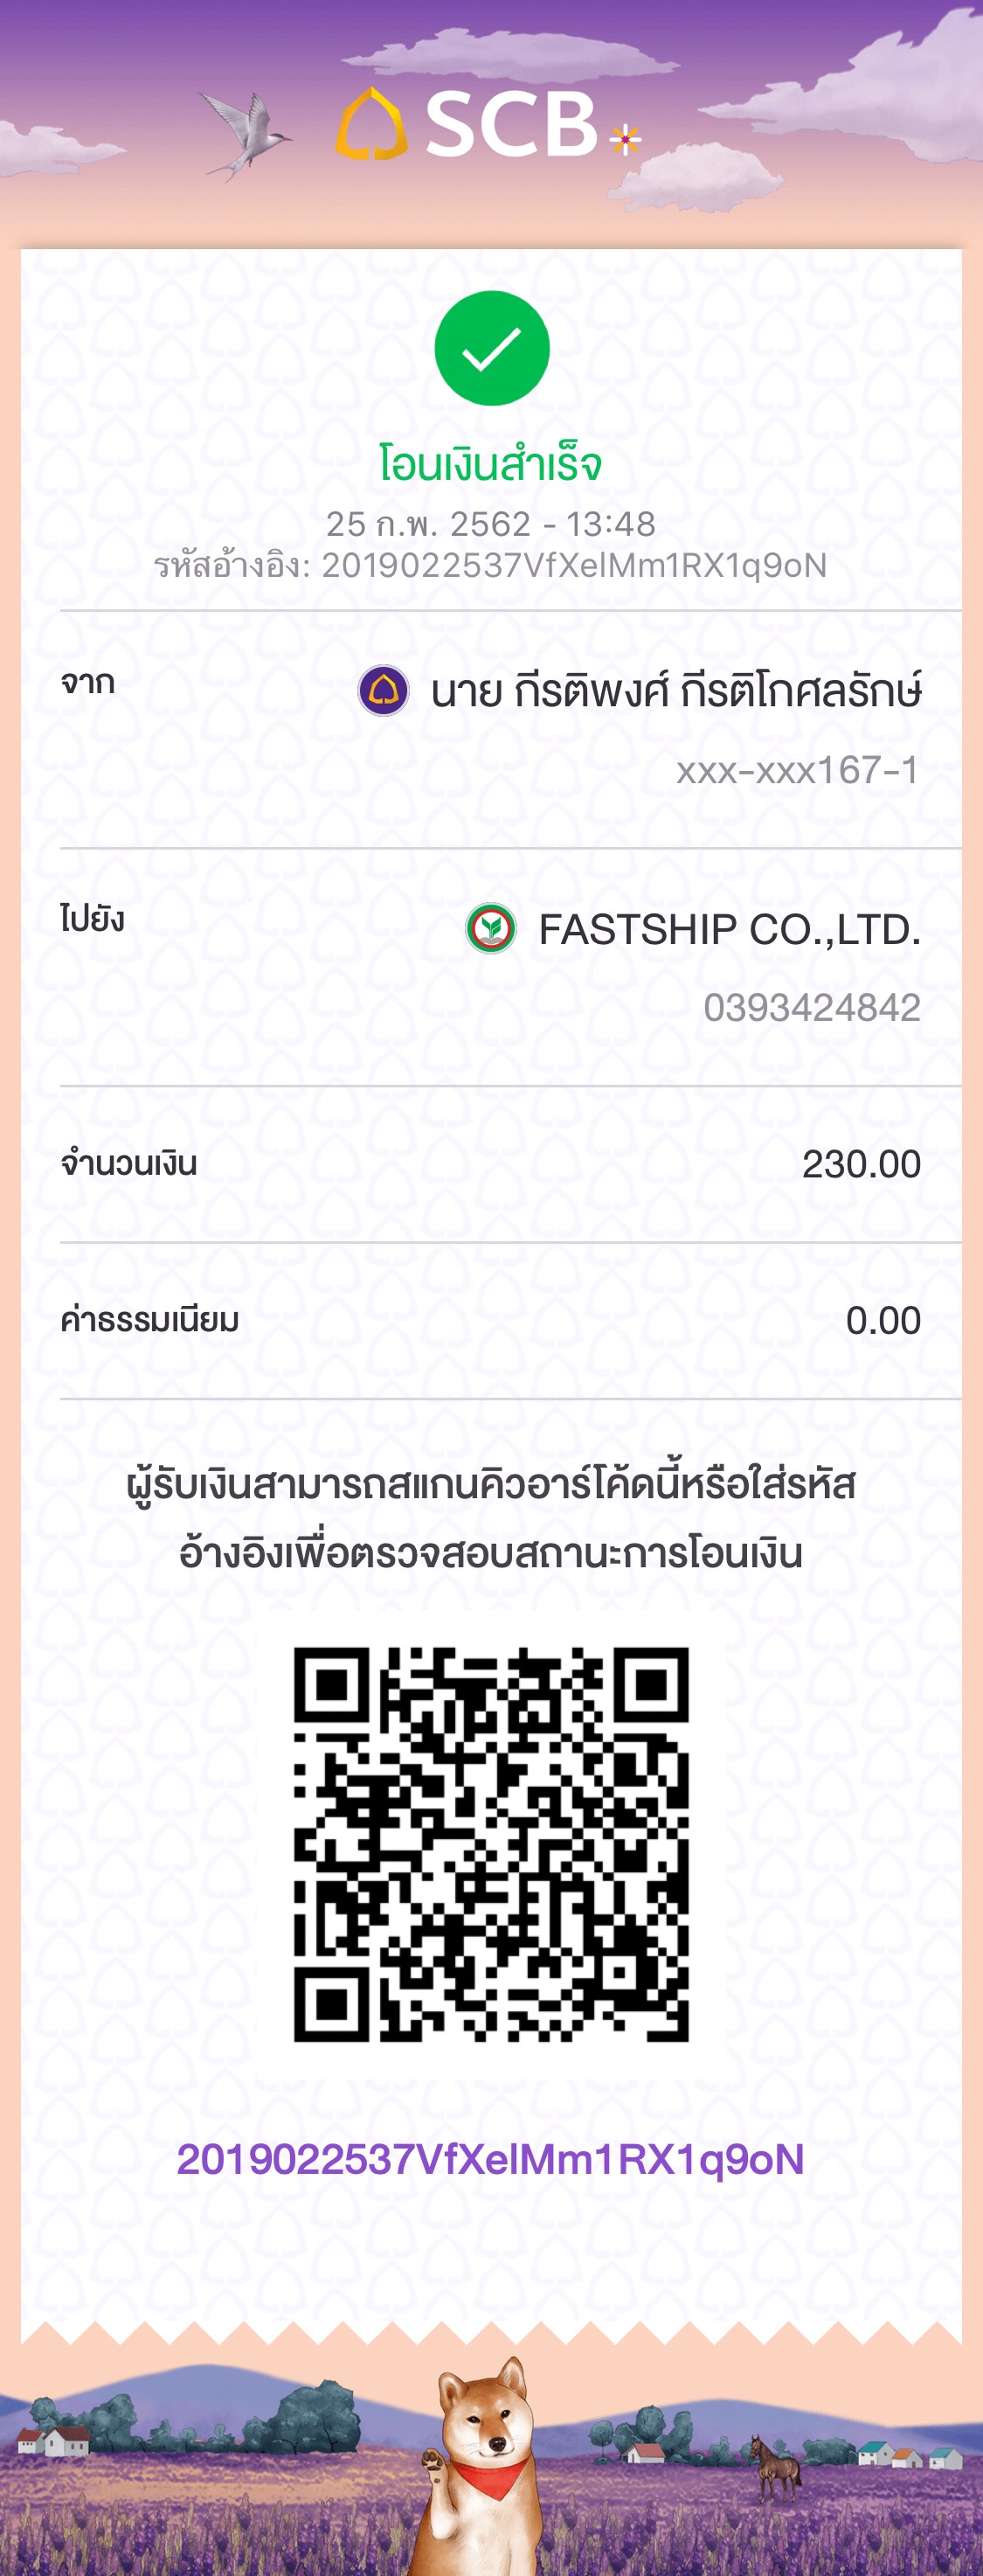 SCB
โอนเงินสำเร็จ
25 ก.พ. 2562 - 13:48
รหัสอ้างอิง: 2019022537VfXelMm1RX1q9oN
จาก
นาย กีรติพงศ์ กีรติโกศลรักษ์
xxx-xxx167-1
ไปยัง
FASTSHIP CO.,LTD.
0393424842
จำนวนเงิน 230.00
ค่าธรรมเนียม 0.00
ผู้รับเงินสามารถสแกนคิวอาร์โค้ดนี้หรือใส่รหัส
อ้างอิงเพื่อตรวจสอบสถานะการโอนเงิน
2019022537VfXelMm1RX1q9oN